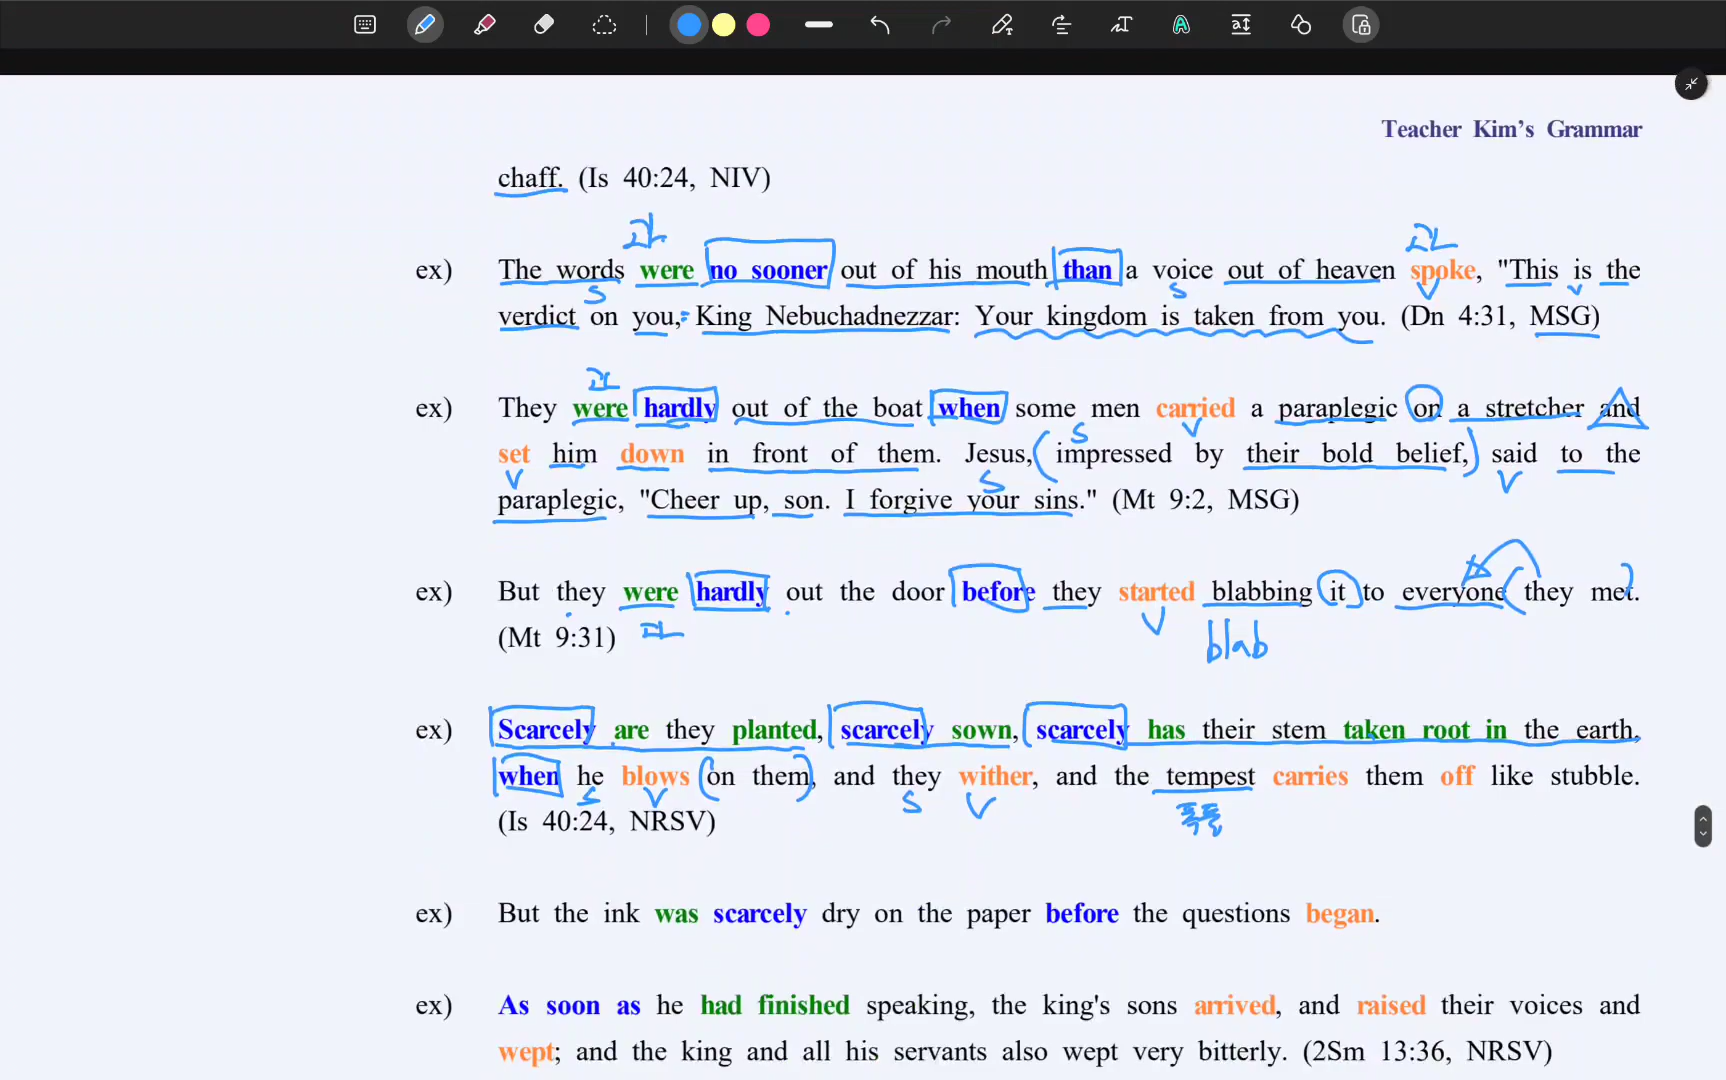 Teacher Kim's Grammar
chaff. (Is 40:24, NIV)
과 과
ex) The words were no sooner out of his mouth than a voice out of heaven spoke, "This is the
S S V v
verdict on you, King Nebuchadnezzar: Your kingdom is taken from you. (Dn 4:31, MSG)
과
ex) They were hardly out of the boat when some men carried a paraplegic on a stretcher and
S V
set him down in front of them. Jesus, (impressed by their bold belief,) said to the
V S V
paraplegic, "Cheer up, son. I forgive your sins." (Mt 9:2, MSG)
ex) But they were hardly out the door before they started blabbing it to everyone (they met).
V
(Mt 9:31) 과 blab
ex) Scarcely are they planted, scarcely sown, scarcely has their stem taken root in the earth,
when he blows (on them), and they wither, and the tempest carries them off like stubble.
S V S V 폭풍
(Is 40:24, NRSV)
ex) But the ink was scarcely dry on the paper before the questions began.
ex) As soon as he had finished speaking, the king's sons arrived, and raised their voices and
wept; and the king and all his servants also wept very bitterly. (2Sm 13:36, NRSV)